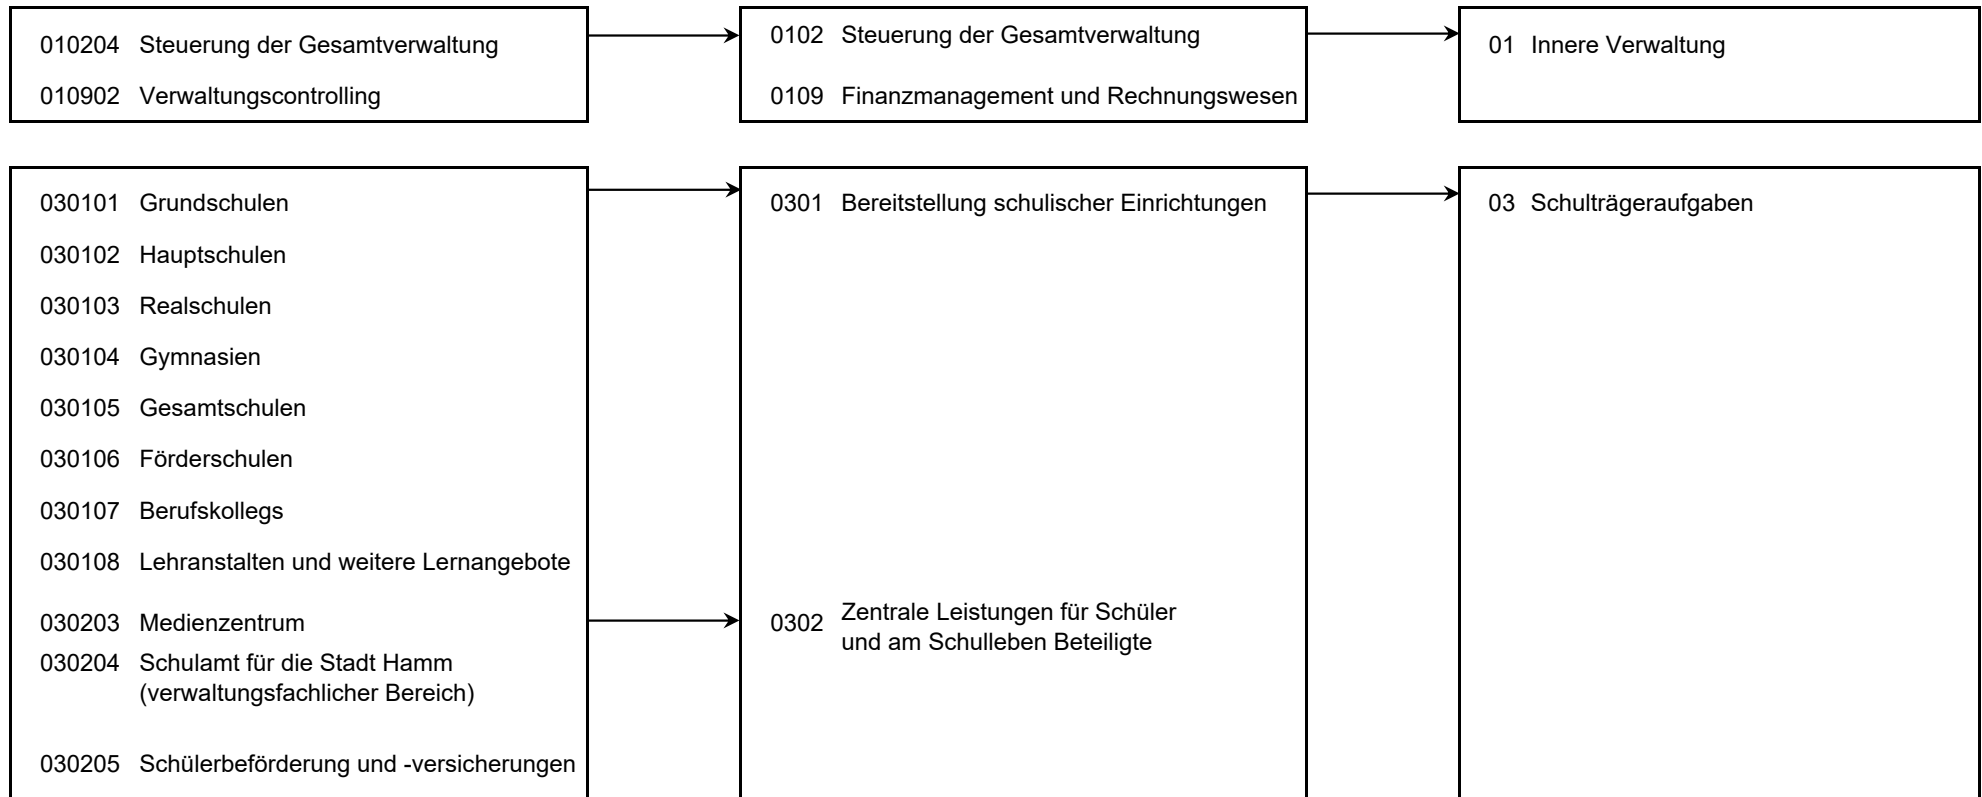 010204 Steuerung der Gesamtverwaltung
010902 Verwaltungscontrolling
0102 Steuerung der Gesamtverwaltung
0109 Finanzmanagement und Rechnungswesen
01 Innere Verwaltung
030101 Grundschulen
030102 Hauptschulen
030103 Realschulen
030104 Gymnasien
030105 Gesamtschulen
030106 Förderschulen
030107 Berufskollegs
030108 Lehranstalten und weitere Lernangebote
030203 Medienzentrum
030204 Schulamt für die Stadt Hamm
(verwaltungsfachlicher Bereich)
030205 Schülerbeförderung und -versicherungen
0301 Bereitstellung schulischer Einrichtungen
0302 Zentrale Leistungen für Schüler
und am Schulleben Beteiligte
03 Schulträgeraufgaben